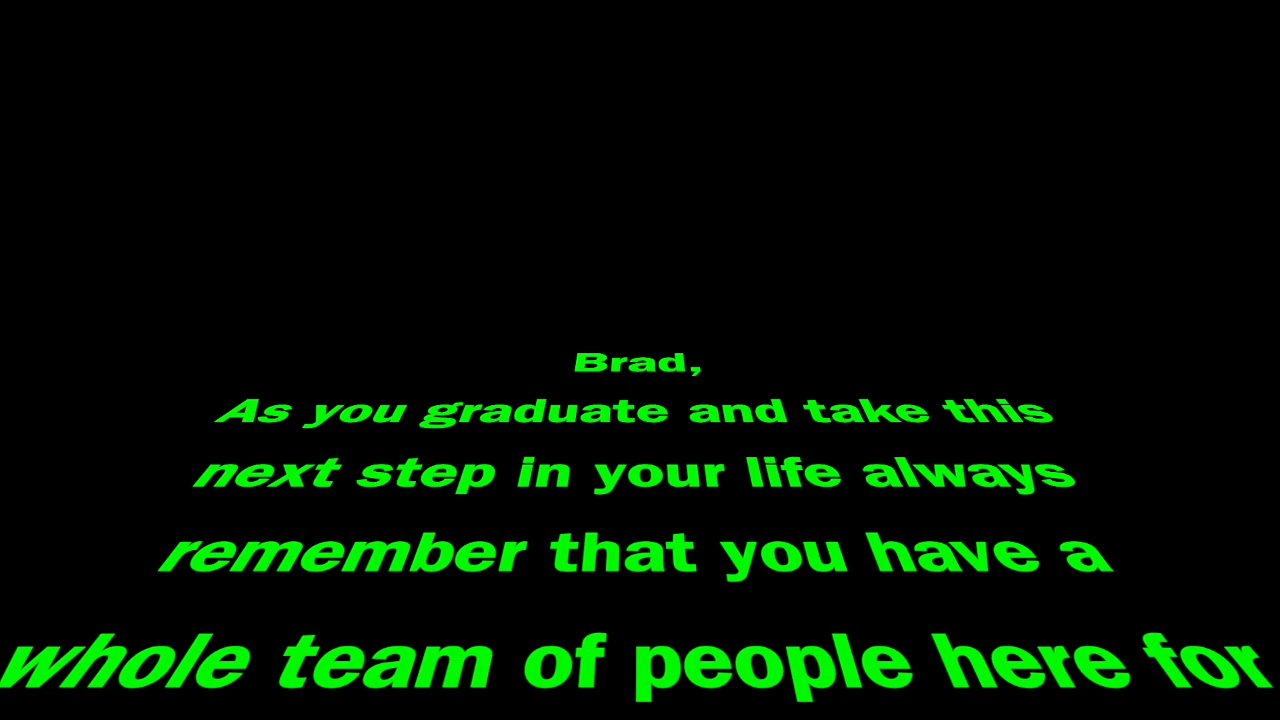 Brad,
As you graduate and take this
next step in your life always
remember that you have a
whole team of people here for